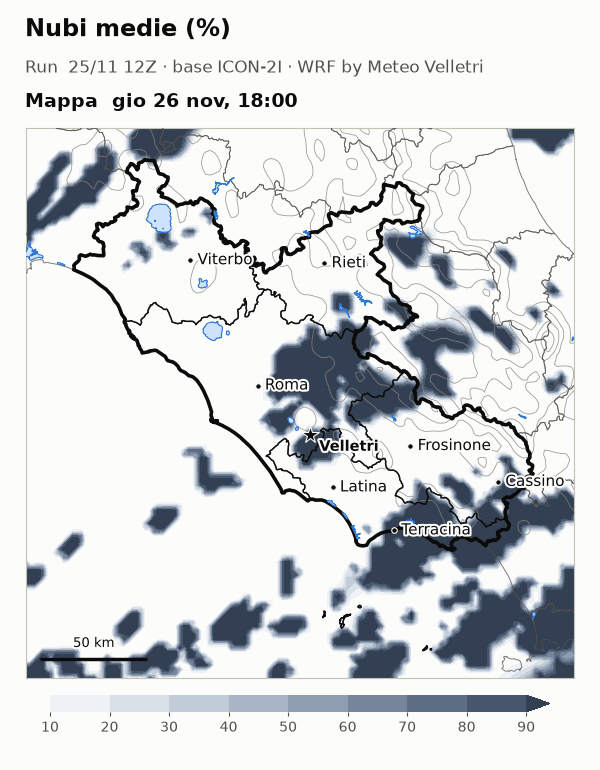 Nubi medie (%)
Run  25/11 12Z · base ICON-2I · WRF by Meteo Velletri
Mappa  gio 26 nov, 18:00
Viterbo
Rieti
Roma
Velletri
Frosinone
Latina
Cassino
Terracina
50 km
10 20 30 40 50 60 70 80 90